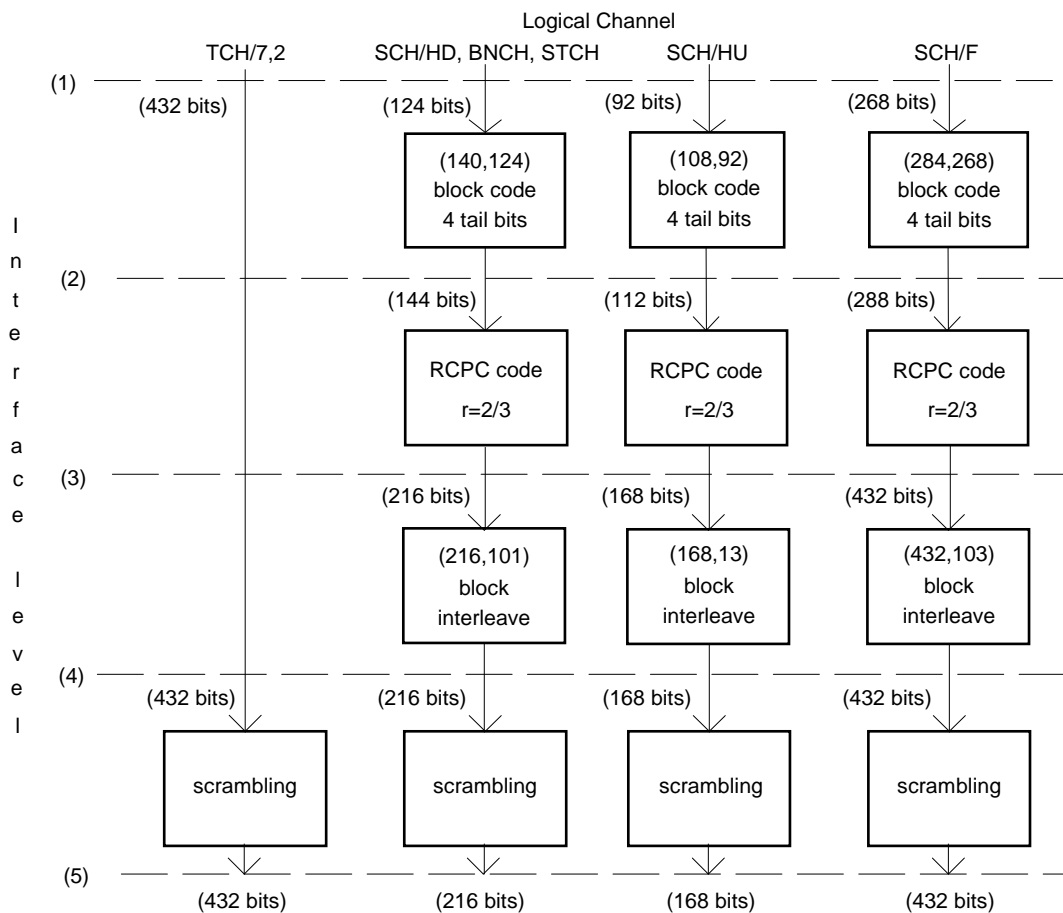 Logical Channel
TCH/7,2 SCH/HD, BNCH, STCH SCH/HU SCH/F
(1)
(432 bits) (124 bits) (92 bits) (268 bits)
(140,124) (108,92) (284,268)
block code block code block code
4 tail bits 4 tail bits 4 tail bits
(2)
(144 bits) (112 bits) (288 bits)
RCPC code RCPC code RCPC code
r=2/3 r=2/3 r=2/3
Interface level
(3)
(216 bits) (168 bits) (432 bits)
(216,101) (168,13) (432,103)
block block block
interleave interleave interleave
(4)
(432 bits) (216 bits) (168 bits) (432 bits)
scrambling scrambling scrambling scrambling
(5)
(432 bits) (216 bits) (168 bits) (432 bits)